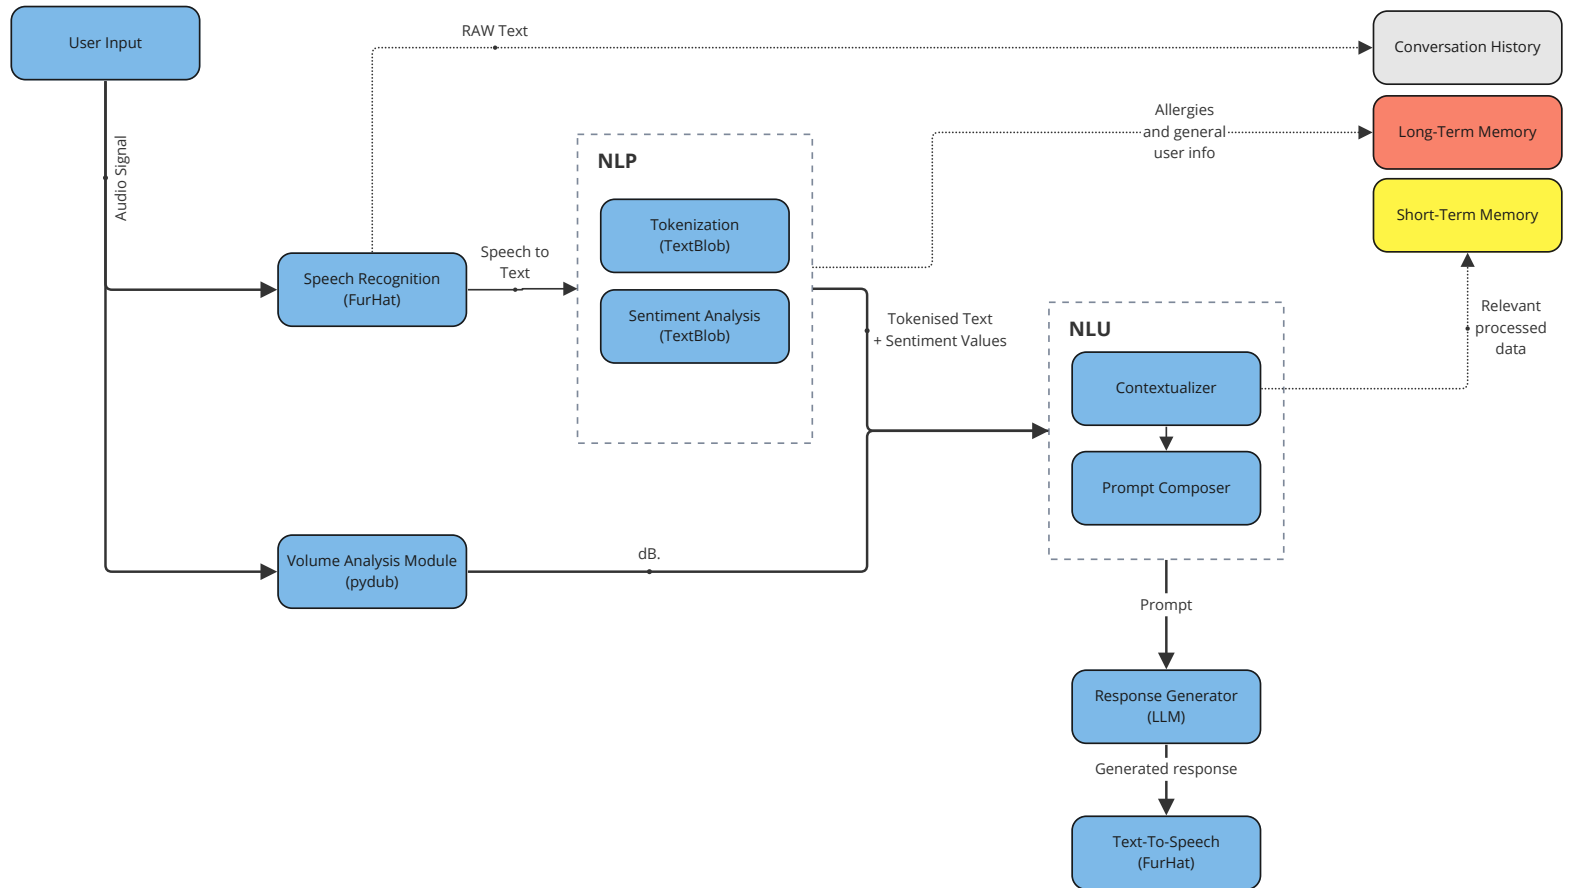 User Input
RAW Text
Conversation History
Allergies
and general
user info
Long-Term Memory
Audio Signal
NLP
Short-Term Memory
Tokenization
(TextBlob)
Speech to
Text
Speech Recognition
(FurHat)
Sentiment Analysis
(TextBlob)
Tokenised Text
+ Sentiment Values
NLU
Relevant
processed
data
Contextualizer
Prompt Composer
Volume Analysis Module
(pydub)
dB.
Prompt
Response Generator
(LLM)
Generated response
Text-To-Speech
(FurHat)